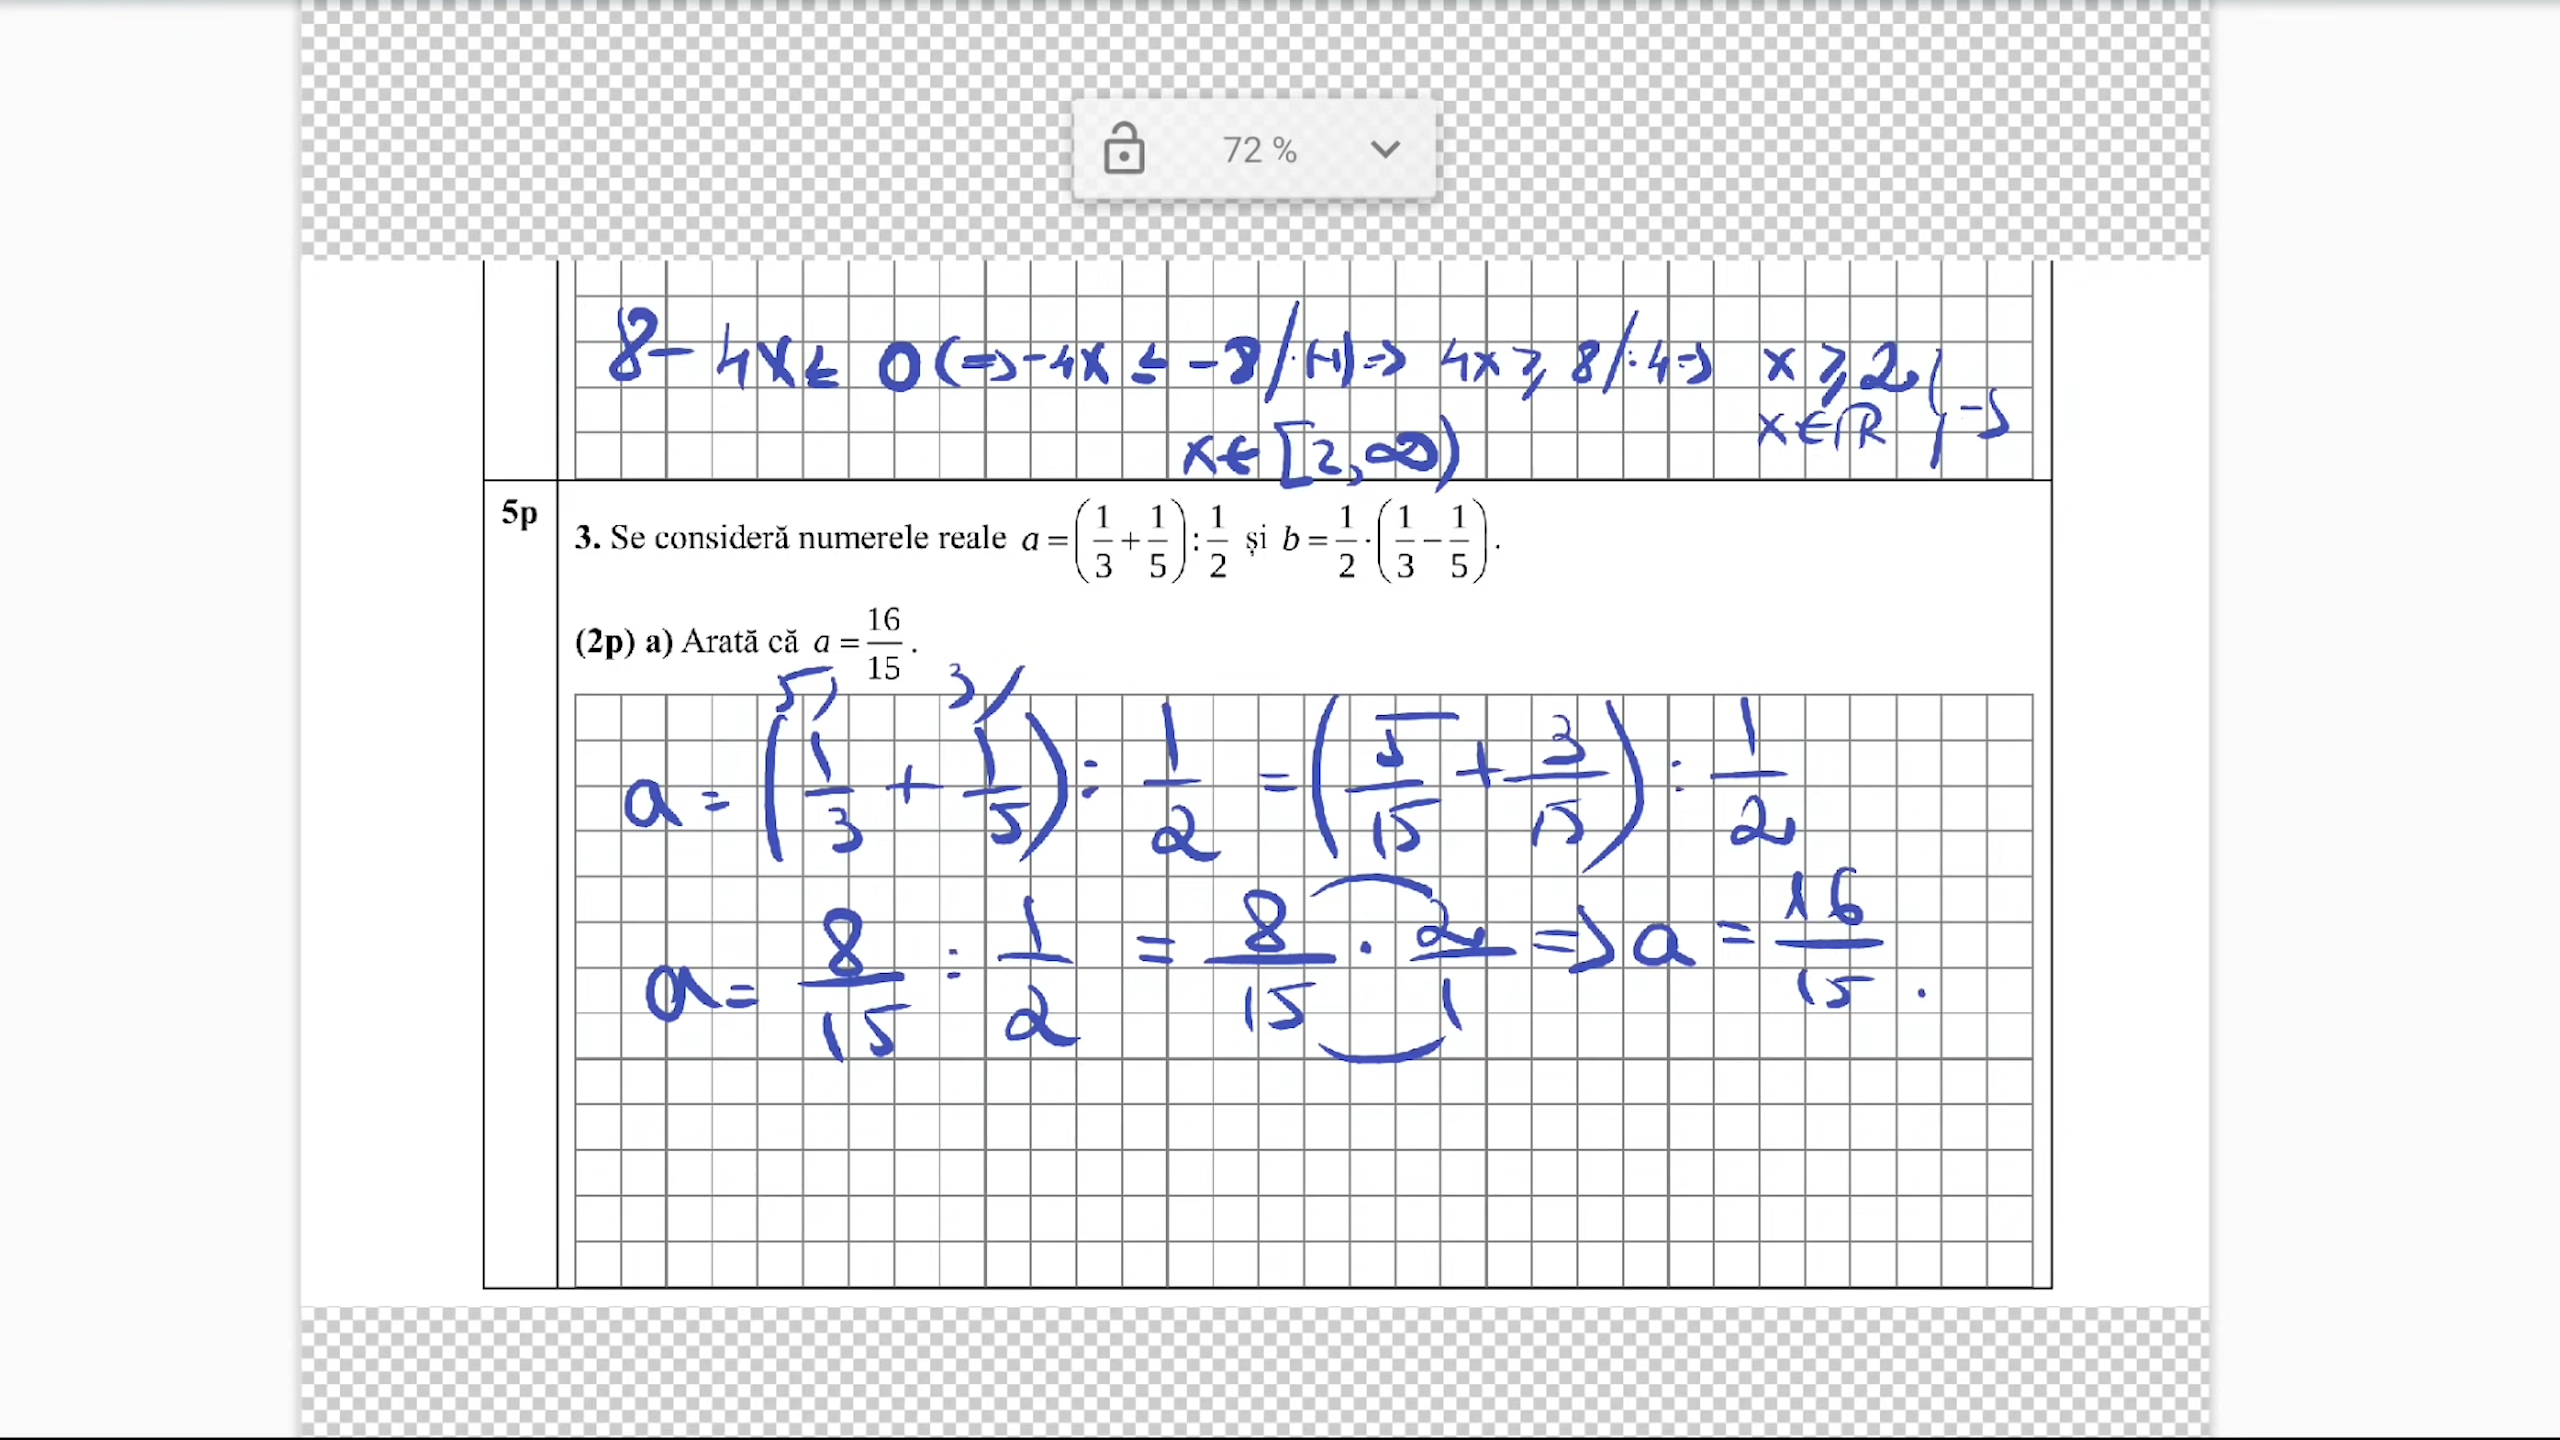 72 %
8 - 4x ≤ 0 (=) -4x ≤ -8 /·(-1) => 4x ≥ 8 /:4 => x ≥ 2
x ∈ ℝ } =>
x ∈ [2, ∞)
5p
3. Se consideră numerele reale a = (1/3 + 1/5) : 1/2 și b = 1/2 · (1/3 − 1/5).
(2p) a) Arată că a = 16/15.
5) 3/
a = (1/3 + 1/5) : 1/2 = (5/15 + 3/15) : 1/2
a = 8/15 : 1/2 = 8/15 · 2/1 => a = 16/15.